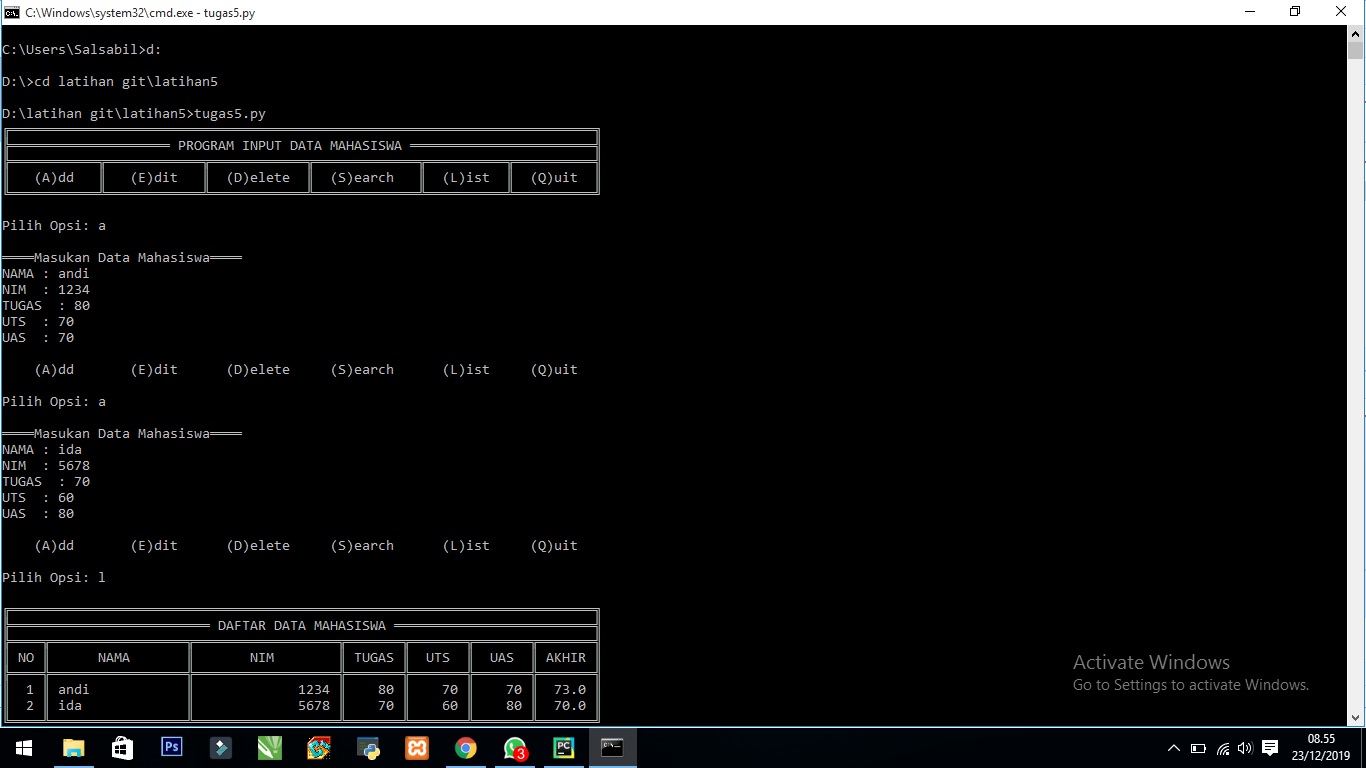 C:\Windows\system32\cmd.exe - tugas5.py
C:\Users\Salsabil>d:
D:\>cd latihan git\latihan5
D:\latihan git\latihan5>tugas5.py
PROGRAM INPUT DATA MAHASISWA
(A)dd (E)dit (D)elete (S)earch (L)ist (Q)uit
Pilih Opsi: a
════Masukan Data Mahasiswa════
NAMA : andi
NIM  : 1234
TUGAS  : 80
UTS  : 70
UAS  : 70
(A)dd (E)dit (D)elete (S)earch (L)ist (Q)uit
Pilih Opsi: a
════Masukan Data Mahasiswa════
NAMA : ida
NIM  : 5678
TUGAS  : 70
UTS  : 60
UAS  : 80
(A)dd (E)dit (D)elete (S)earch (L)ist (Q)uit
Pilih Opsi: l
DAFTAR DATA MAHASISWA
NO NAMA NIM TUGAS UTS UAS AKHIR
1 andi 1234 80 70 70 73.0
2 ida 5678 70 60 80 70.0
Activate Windows
Go to Settings to activate Windows.
Ps
3
PC
C:\
08.55
23/12/2019